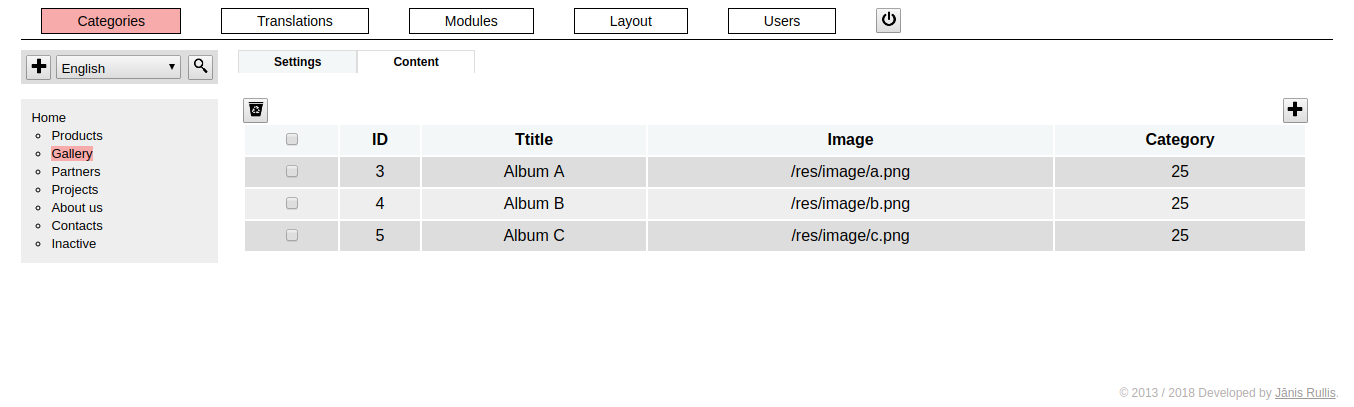 Categories Translations Modules Layout Users
English
Settings Content
Home
Products
Gallery
Partners
Projects
About us
Contacts
Inactive
ID Ttitle Image Category
3 Album A /res/image/a.png 25
4 Album B /res/image/b.png 25
5 Album C /res/image/c.png 25
© 2013 / 2018 Developed by Jānis Rullis.